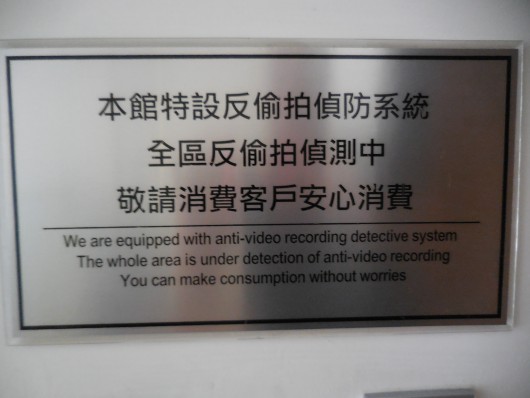 本館特設反偷拍偵防系統
全區反偷拍偵測中
敬請消費客戶安心消費
We are equipped with anti-video recording detective system
The whole area is under detection of anti-video recording
You can make consumption without worries